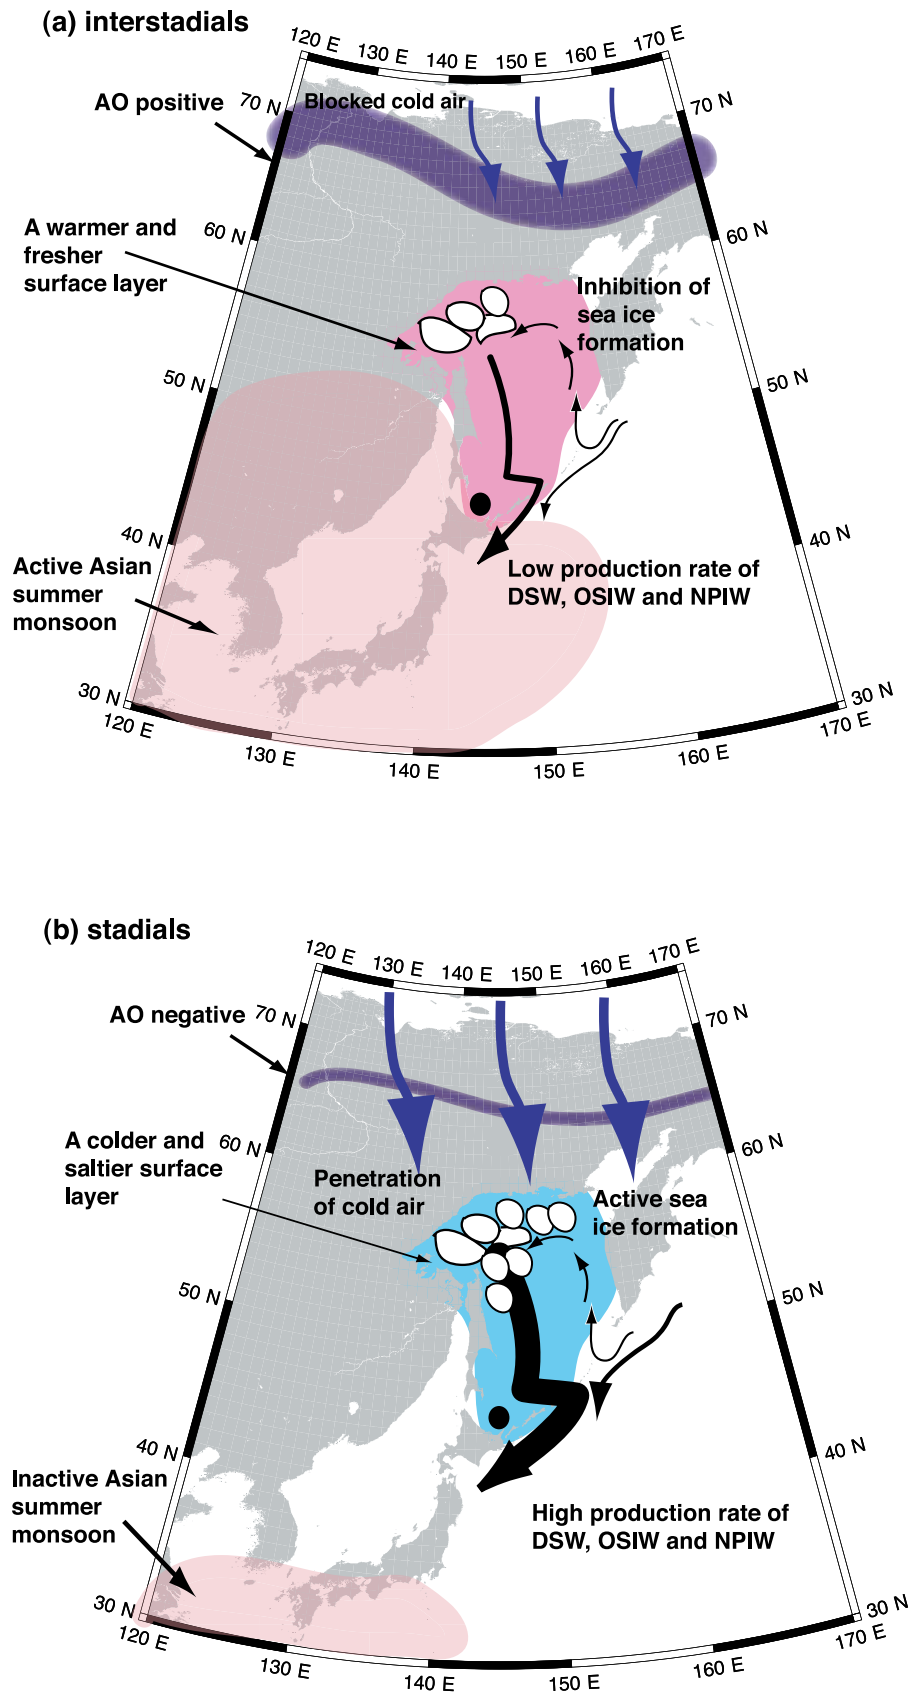 (a) interstadials
120 E 130 E 140 E 150 E 160 E 170 E
AO positive
70 N
Blocked cold air
70 N
A warmer and
fresher
surface layer
60 N
60 N
Inhibition of
sea ice
formation
50 N
50 N
40 N
40 N
Active Asian
summer
monsoon
Low production rate of
DSW, OSIW and NPIW
30 N
30 N
120 E
130 E
140 E
150 E
160 E
170 E
(b) stadials
120 E 130 E 140 E 150 E 160 E 170 E
AO negative
70 N
70 N
A colder and
saltier surface
layer
60 N
60 N
Penetration
of cold air
Active sea
ice formation
50 N
50 N
40 N
40 N
Inactive Asian
summer
monsoon
High production rate of
DSW, OSIW and NPIW
30 N
30 N
120 E
130 E
140 E
150 E
160 E
170 E